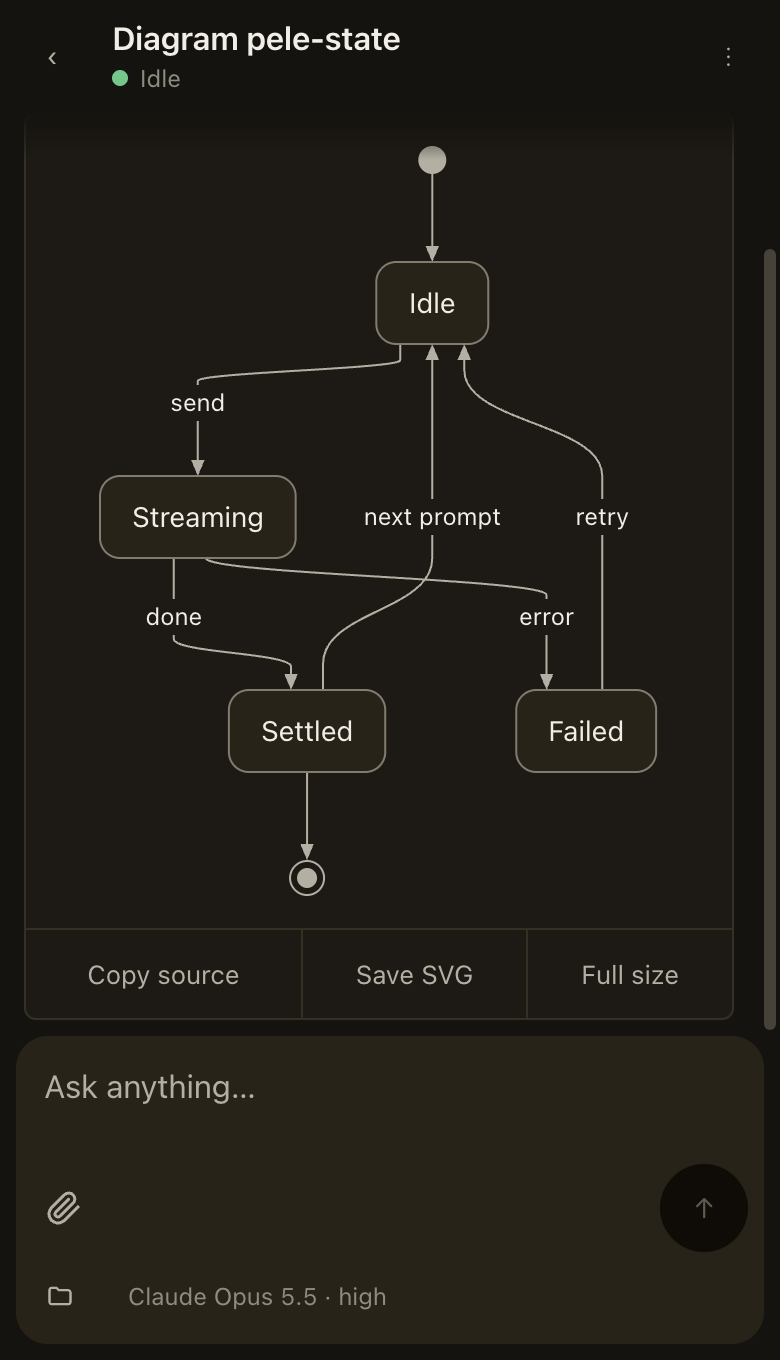 Diagram pele-state
Idle
Idle
send
Streaming
next prompt
retry
done
error
Settled
Failed
Copy source
Save SVG
Full size
Ask anything...
Claude Opus 5.5 · high